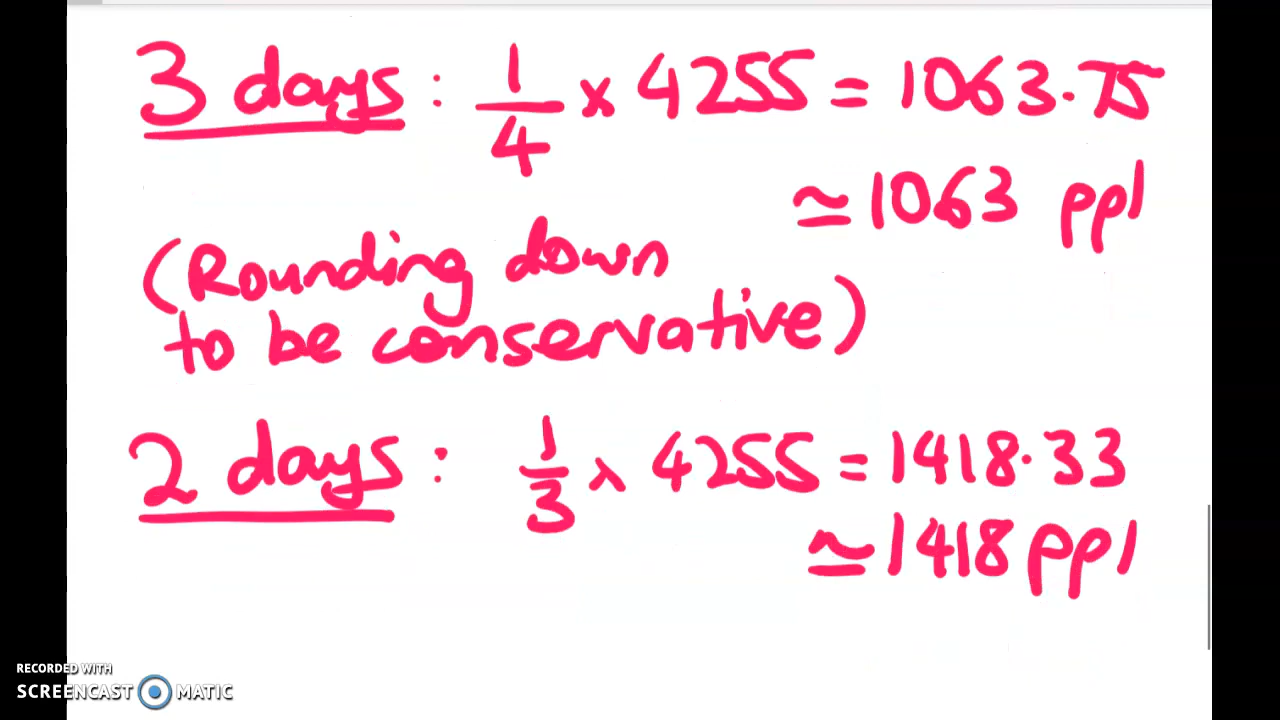 3 days : 1/4 × 4255 = 1063.75
≃ 1063 ppl
(Rounding down
to be conservative)
2 days : 1/3 × 4255 = 1418.33
≃ 1418 ppl
RECORDED WITH
SCREENCAST MATIC